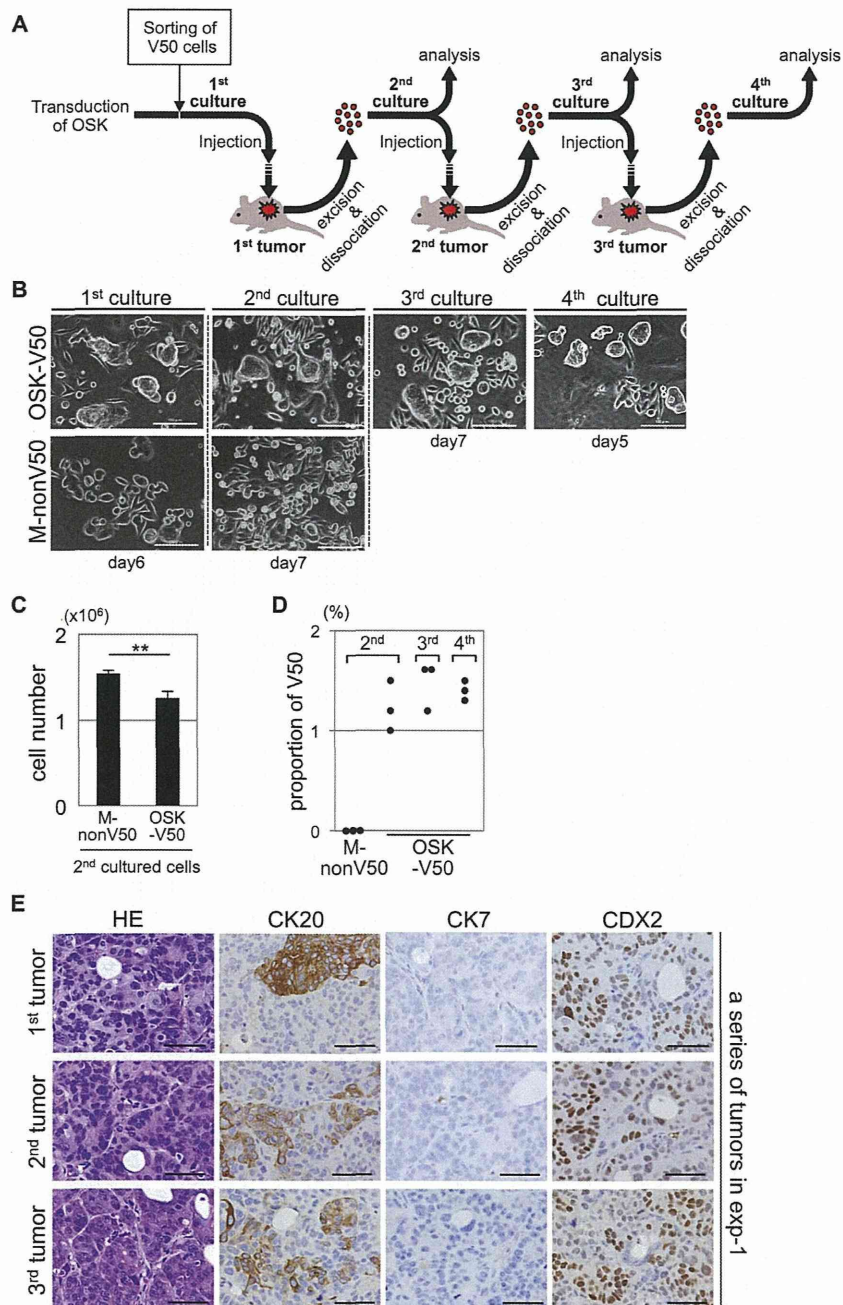 A
Sorting of
V50 cells
Transduction
of OSK
1st
culture
Injection
1st tumor
excision
&
dissociation
2nd
culture
analysis
Injection
2nd tumor
excision
&
dissociation
3rd
culture
analysis
Injection
3rd tumor
excision
&
dissociation
4th
culture
analysis
B
1st culture 2nd culture 3rd culture 4th culture
OSK-V50
day7 day5
M-nonV50
day6 day7
C
(x10⁶)
cell number
2
1
0
**
M-
nonV50
OSK
-V50
2nd cultured cells
D
(%)
proportion of V50
2
1
0
2nd 3rd 4th
M-
nonV50
OSK
-V50
E
HE CK20 CK7 CDX2
1st tumor
2nd tumor
3rd tumor
a series of tumors in exp-1